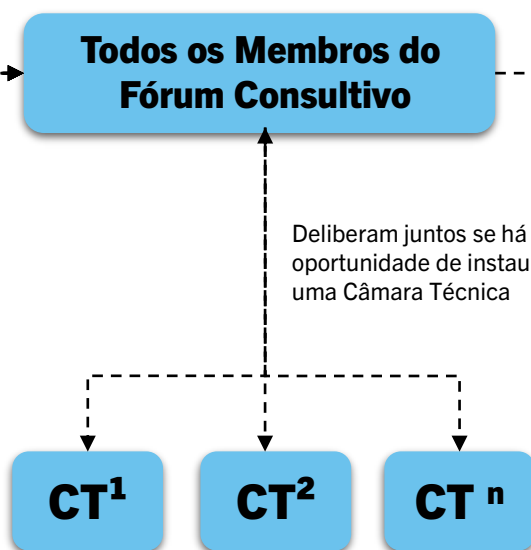 Todos os Membros do
Fórum Consultivo
Deliberam juntos se há
oportunidade de instau
uma Câmara Técnica
CT¹ CT² CT ⁿ